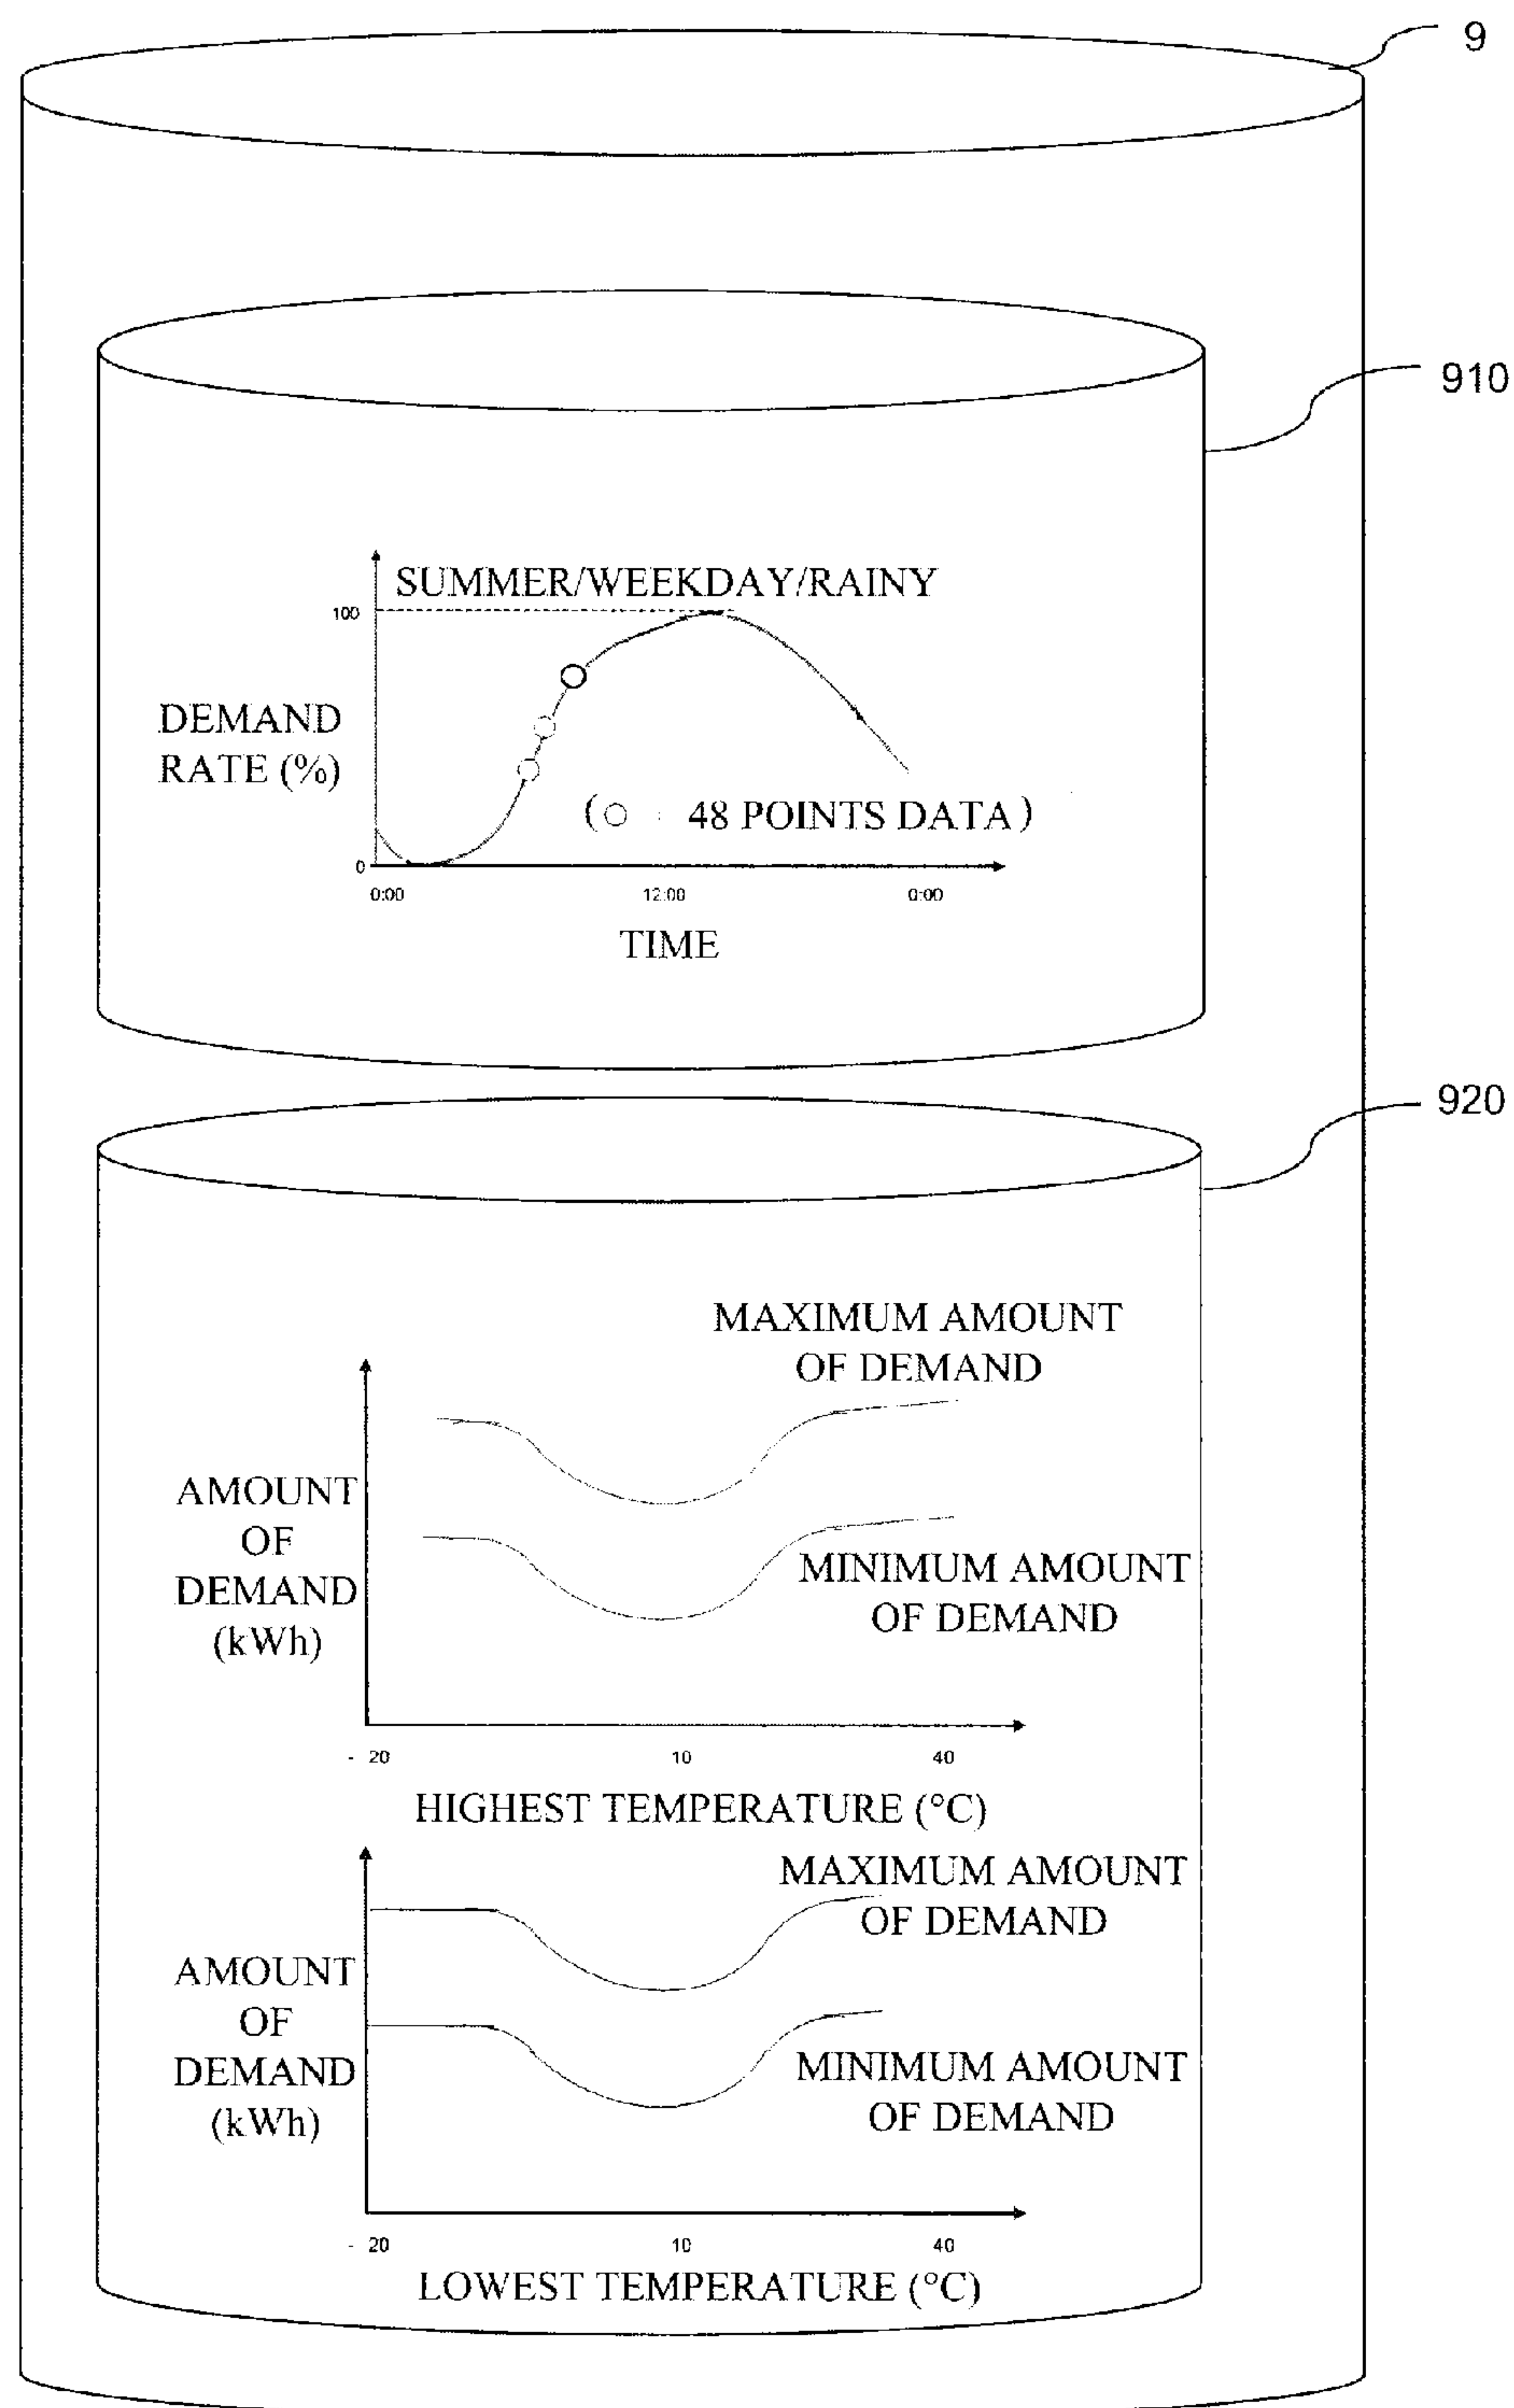 9
910
SUMMER/WEEKDAY/RAINY
100
DEMAND
RATE (%)
(○ : 48 POINTS DATA)
0
0:00 12:00 0:00
TIME
920
MAXIMUM AMOUNT
OF DEMAND
AMOUNT
OF
DEMAND
(kWh)
MINIMUM AMOUNT
OF DEMAND
- 20 10 40
HIGHEST TEMPERATURE (°C)
MAXIMUM AMOUNT
OF DEMAND
AMOUNT
OF
DEMAND
(kWh)
MINIMUM AMOUNT
OF DEMAND
- 20 10 40
LOWEST TEMPERATURE (°C)